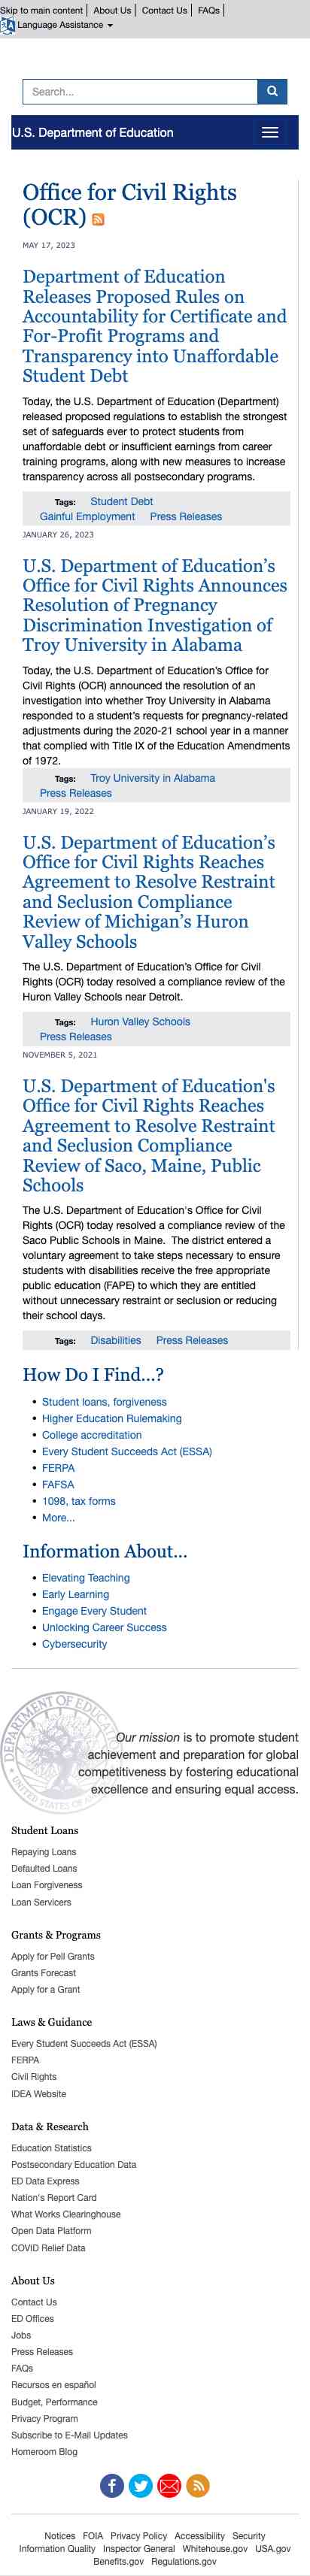 Skip to main content | About Us | Contact Us | FAQs |
Language Assistance
Search...
U.S. Department of Education
Office for Civil Rights
(OCR)
MAY 17, 2023
Department of Education
Releases Proposed Rules on
Accountability for Certificate and
For-Profit Programs and
Transparency into Unaffordable
Student Debt
Today, the U.S. Department of Education (Department)
released proposed regulations to establish the strongest
set of safeguards ever to protect students from
unaffordable debt or insufficient earnings from career
training programs, along with new measures to increase
transparency across all postsecondary programs.
Tags: Student Debt
Gainful Employment Press Releases
JANUARY 26, 2023
U.S. Department of Education’s
Office for Civil Rights Announces
Resolution of Pregnancy
Discrimination Investigation of
Troy University in Alabama
Today, the U.S. Department of Education’s Office for
Civil Rights (OCR) announced the resolution of an
investigation into whether Troy University in Alabama
responded to a student’s requests for pregnancy-related
adjustments during the 2020-21 school year in a manner
that complied with Title IX of the Education Amendments
of 1972.
Tags: Troy University in Alabama
Press Releases
JANUARY 19, 2022
U.S. Department of Education’s
Office for Civil Rights Reaches
Agreement to Resolve Restraint
and Seclusion Compliance
Review of Michigan’s Huron
Valley Schools
The U.S. Department of Education’s Office for Civil
Rights (OCR) today resolved a compliance review of the
Huron Valley Schools near Detroit.
Tags: Huron Valley Schools
Press Releases
NOVEMBER 5, 2021
U.S. Department of Education's
Office for Civil Rights Reaches
Agreement to Resolve Restraint
and Seclusion Compliance
Review of Saco, Maine, Public
Schools
The U.S. Department of Education's Office for Civil
Rights (OCR) today resolved a compliance review of the
Saco Public Schools in Maine. The district entered a
voluntary agreement to take steps necessary to ensure
students with disabilities receive the free appropriate
public education (FAPE) to which they are entitled
without unnecessary restraint or seclusion or reducing
their school days.
Tags: Disabilities Press Releases
How Do I Find...?
• Student loans, forgiveness
• Higher Education Rulemaking
• College accreditation
• Every Student Succeeds Act (ESSA)
• FERPA
• FAFSA
• 1098, tax forms
• More...
Information About...
• Elevating Teaching
• Early Learning
• Engage Every Student
• Unlocking Career Success
• Cybersecurity
Our mission is to promote student
achievement and preparation for global
competitiveness by fostering educational
excellence and ensuring equal access.
Student Loans
Repaying Loans
Defaulted Loans
Loan Forgiveness
Loan Servicers
Grants & Programs
Apply for Pell Grants
Grants Forecast
Apply for a Grant
Laws & Guidance
Every Student Succeeds Act (ESSA)
FERPA
Civil Rights
IDEA Website
Data & Research
Education Statistics
Postsecondary Education Data
ED Data Express
Nation's Report Card
What Works Clearinghouse
Open Data Platform
COVID Relief Data
About Us
Contact Us
ED Offices
Jobs
Press Releases
FAQs
Recursos en español
Budget, Performance
Privacy Program
Subscribe to E-Mail Updates
Homeroom Blog
Notices FOIA Privacy Policy Accessibility Security
Information Quality Inspector General Whitehouse.gov USA.gov
Benefits.gov Regulations.gov